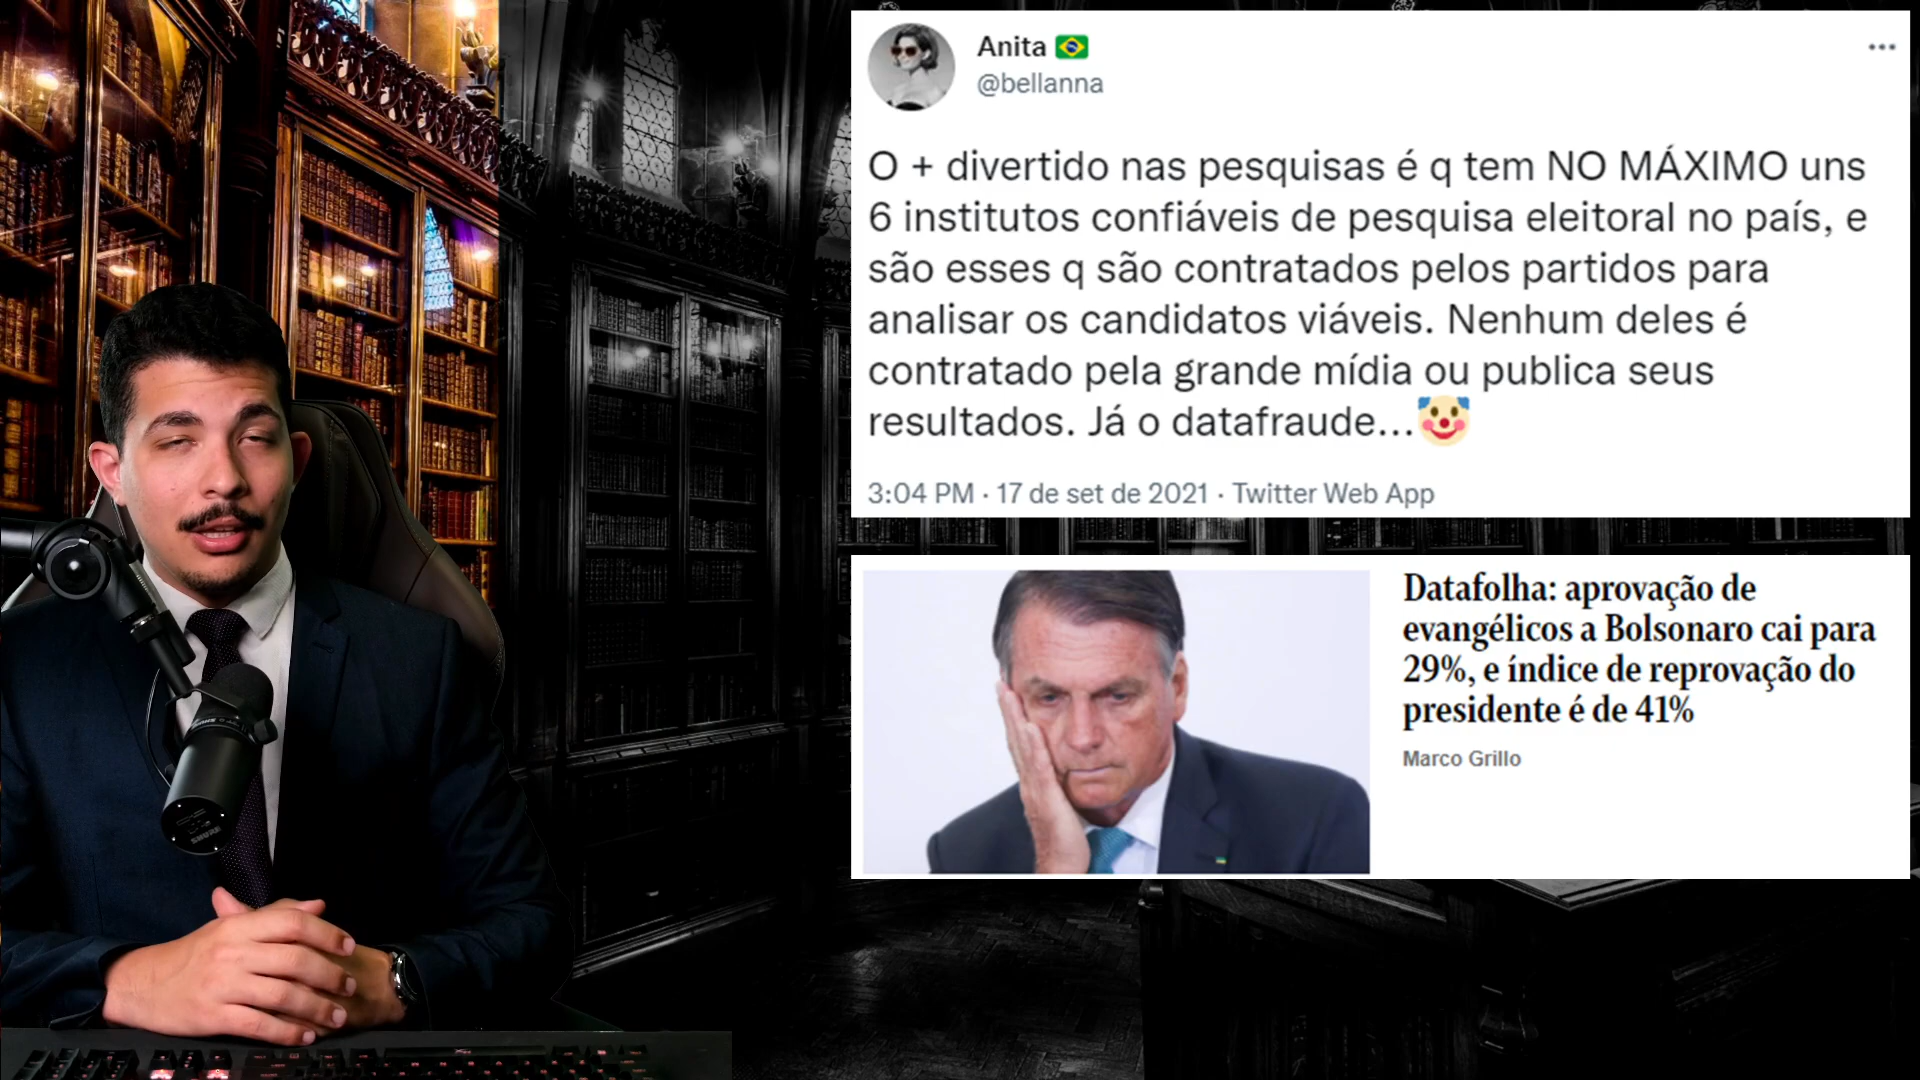 Anita 🇧🇷
@bellanna
O + divertido nas pesquisas é q tem NO MÁXIMO uns
6 institutos confiáveis de pesquisa eleitoral no país, e
são esses q são contratados pelos partidos para
analisar os candidatos viáveis. Nenhum deles é
contratado pela grande mídia ou publica seus
resultados. Já o datafraude...🤡
3:04 PM · 17 de set de 2021 · Twitter Web App
Datafolha: aprovação de
evangélicos a Bolsonaro cai para
29%, e índice de reprovação do
presidente é de 41%
Marco Grillo
SHURE